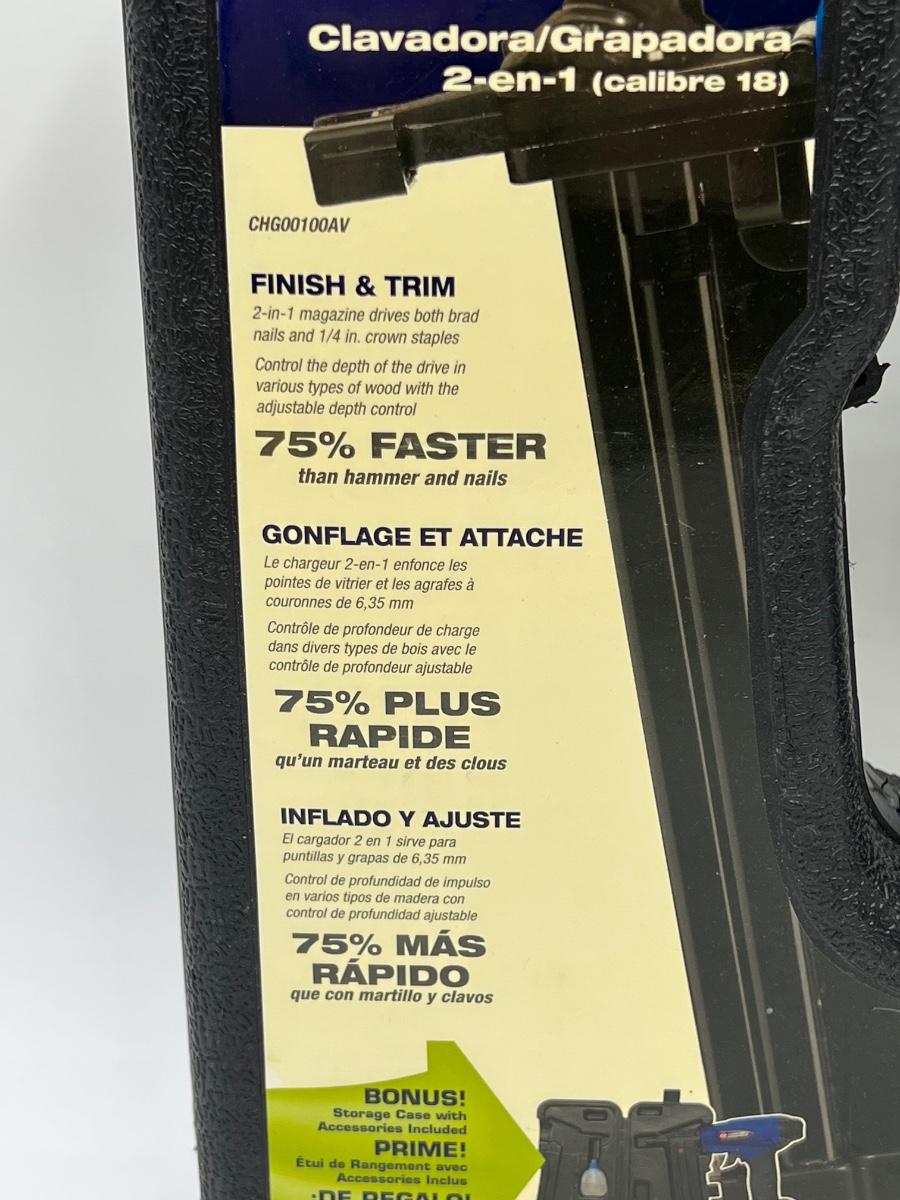 Clavadora/Grapadora
2-en-1 (calibre 18)
CHG00100AV
FINISH & TRIM
2-in-1 magazine drives both brad
nails and 1/4 in. crown staples
Control the depth of the drive in
various types of wood with the
adjustable depth control
75% FASTER
than hammer and nails
GONFLAGE ET ATTACHE
Le chargeur 2-en-1 enfonce les
pointes de vitrier et les agrafes à
couronnes de 6,35 mm
Contrôle de profondeur de charge
dans divers types de bois avec le
contrôle de profondeur ajustable
75% PLUS
RAPIDE
qu'un marteau et des clous
INFLADO Y AJUSTE
El cargador 2 en 1 sirve para
puntillas y grapas de 6,35 mm
Control de profundidad de impulso
en varios tipos de madera con
control de profundidad ajustable
75% MÁS
RÁPIDO
que con martillo y clavos
BONUS!
Storage Case with
Accessories Included
PRIME!
Étui de Rangement avec
Accessories Inclus
¡DE REGALO!